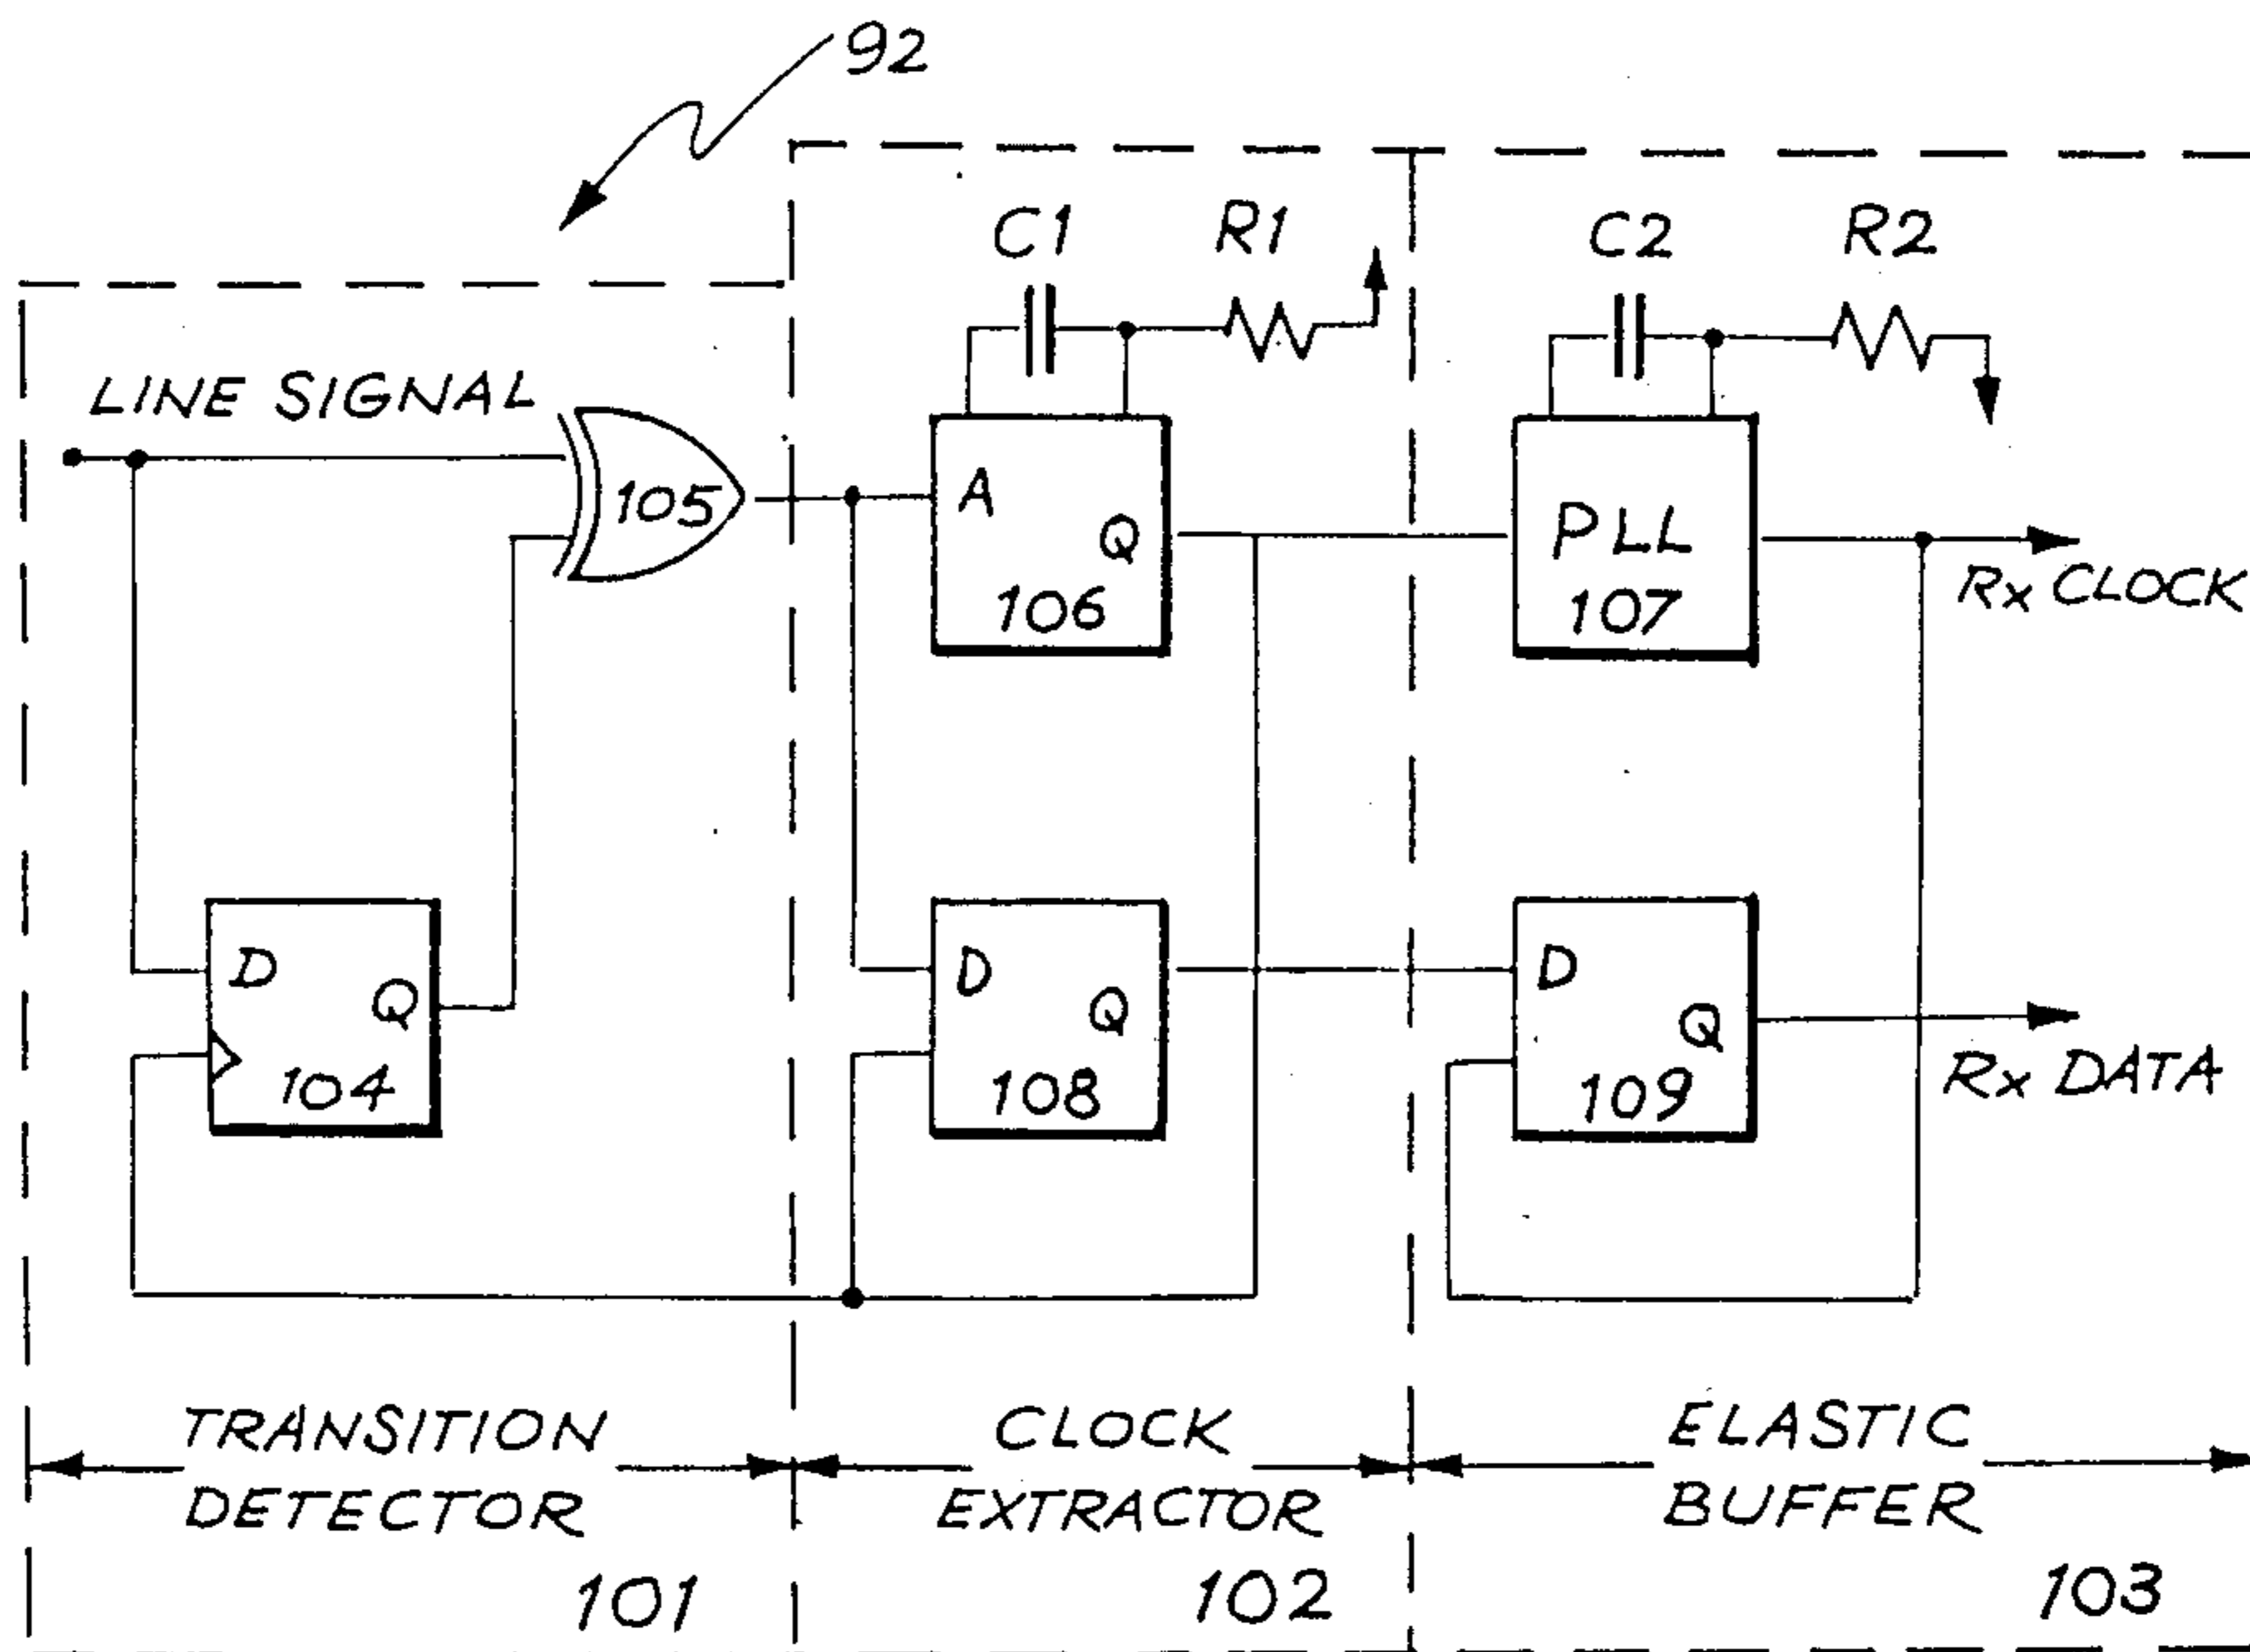 92
C1
R1
C2
R2
LINE SIGNAL
105
A
Q
106
PLL
107
Rx CLOCK
D
Q
104
D
Q
108
D
Q
109
Rx DATA
TRANSITION
DETECTOR
101
CLOCK
EXTRACTOR
102
ELASTIC
BUFFER
103